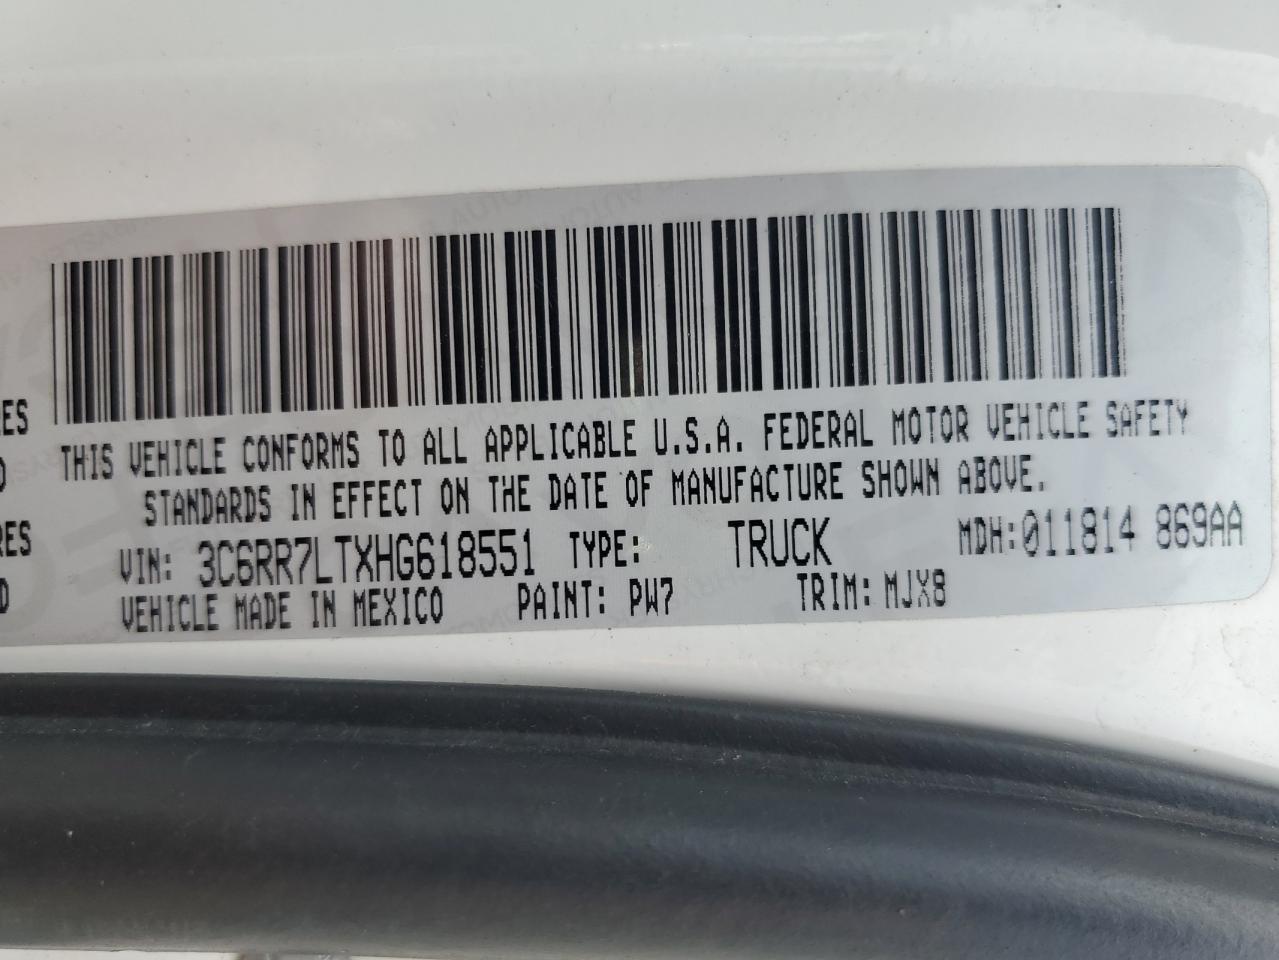 THIS VEHICLE CONFORMS TO ALL APPLICABLE U.S.A. FEDERAL MOTOR VEHICLE SAFETY
STANDARDS IN EFFECT ON THE DATE OF MANUFACTURE SHOWN ABOVE.
VIN: 3C6RR7LTXHG618551 TYPE: TRUCK MDH:011814 869AA
VEHICLE MADE IN MEXICO PAINT: PW7 TRIM: MJX8